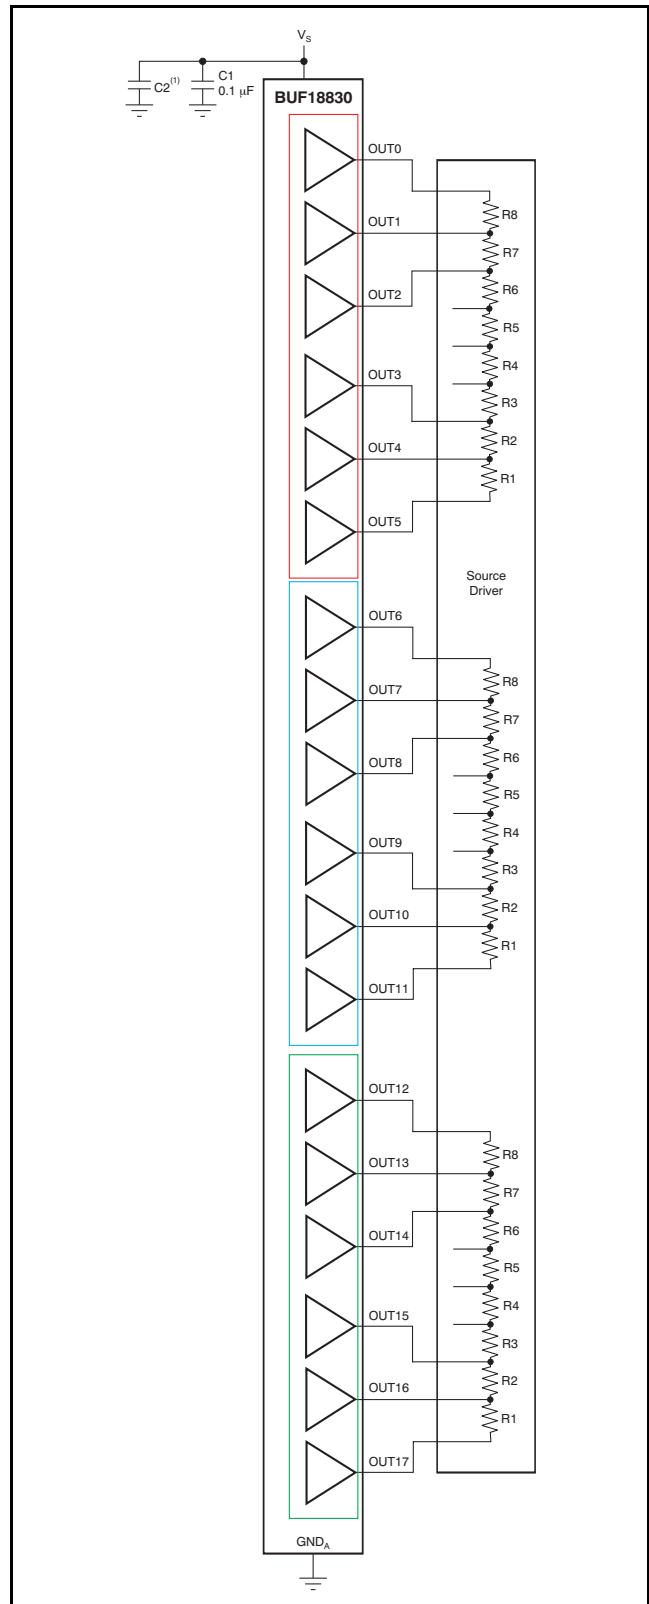 VS
C2(1)
C1
0.1 µF
BUF18830
OUT0
R8
OUT1
R7
R6
OUT2
R5
R4
OUT3
R3
R2
OUT4
R1
OUT5
Source
Driver
OUT6
R8
OUT7
R7
R6
OUT8
R5
R4
OUT9
R3
R2
OUT10
R1
OUT11
OUT12
R8
OUT13
R7
R6
OUT14
R5
R4
OUT15
R3
R2
OUT16
R1
OUT17
GNDA